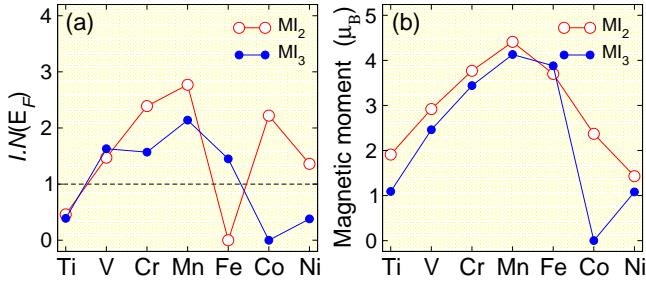 (a)
MI2
MI3
I.N(EF)
4
3
2
1
0
Ti V Cr Mn Fe Co Ni
(b)
MI2
MI3
Magnetic moment (μB)
5
4
3
2
1
0
Ti V Cr Mn Fe Co Ni